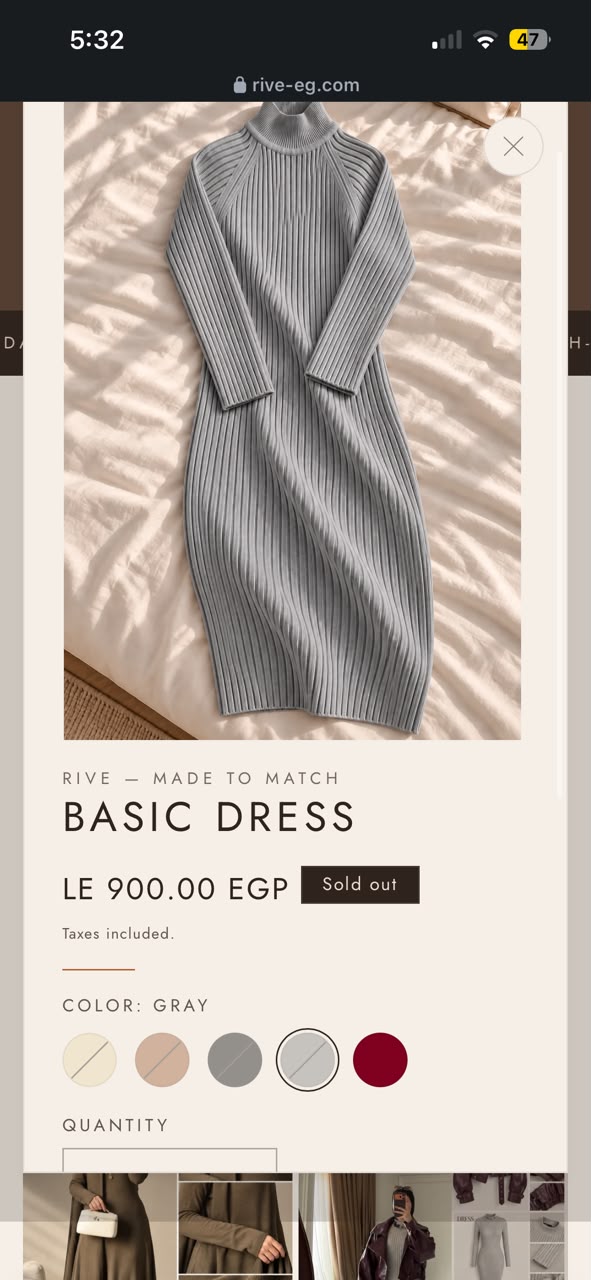 5:32
47
rive-eg.com
RIVE — MADE TO MATCH
BASIC DRESS
LE 900.00 EGP
Sold out
Taxes included.
COLOR: GRAY
QUANTITY
DRESS